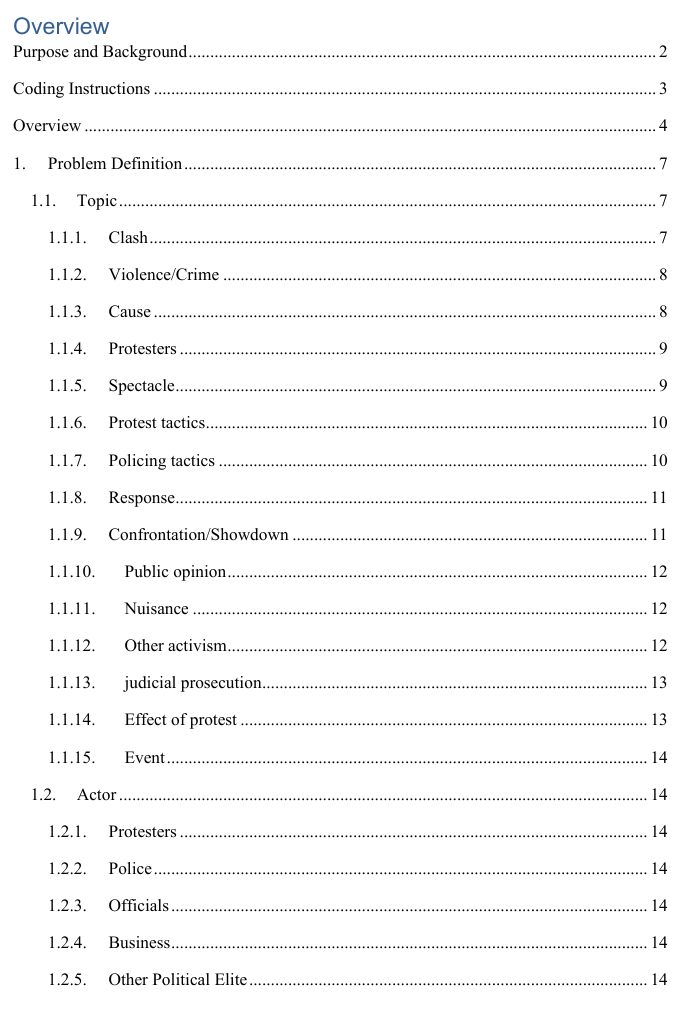 Overview
Purpose and Background 2
Coding Instructions 3
Overview 4
1. Problem Definition 7
1.1. Topic 7
1.1.1. Clash 7
1.1.2. Violence/Crime 8
1.1.3. Cause 8
1.1.4. Protesters 9
1.1.5. Spectacle 9
1.1.6. Protest tactics 10
1.1.7. Policing tactics 10
1.1.8. Response 11
1.1.9. Confrontation/Showdown 11
1.1.10. Public opinion 12
1.1.11. Nuisance 12
1.1.12. Other activism 12
1.1.13. judicial prosecution 13
1.1.14. Effect of protest 13
1.1.15. Event 14
1.2. Actor 14
1.2.1. Protesters 14
1.2.2. Police 14
1.2.3. Officials 14
1.2.4. Business 14
1.2.5. Other Political Elite 14